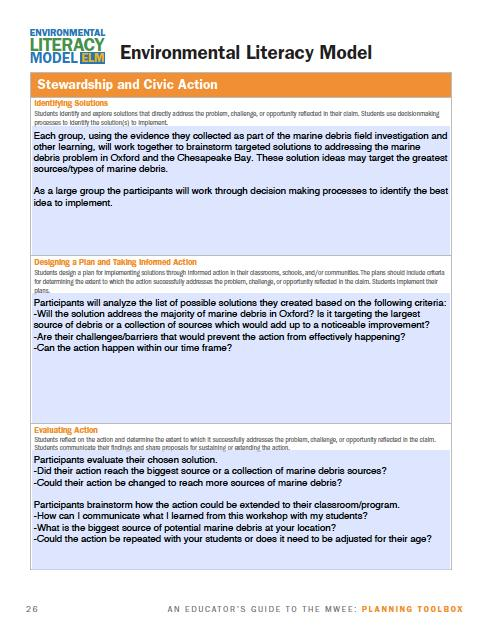 ENVIRONMENTAL
LITERACY
MODEL ELM
Environmental Literacy Model
Stewardship and Civic Action
Identifying Solutions
Students identify and explore solutions that directly address the problem, challenge, or opportunity reflected in their claim. Students use decisionmaking
processes to identify the solution(s) to implement.
Each group, using the evidence they collected as part of the marine debris field investigation and
other learning, will work together to brainstorm targeted solutions to addressing the marine
debris problem in Oxford and the Chesapeake Bay. These solution ideas may target the greatest
sources/types of marine debris.
As a large group the participants will work through decision making processes to identify the best
idea to implement.
Designing a Plan and Taking Informed Action
Students design a plan for implementing solutions through informed action in their classrooms, schools, and/or communities. The plans should include criteria
for determining the extent to which the action successfully addresses the problem, challenge, or opportunity reflected in the claim. Students implement their
plans.
Participants will analyze the list of possible solutions they created based on the following criteria:
-Will the solution address the majority of marine debris in Oxford? Is it targeting the largest
source of debris or a collection of sources which would add up to a noticeable improvement?
-Are their challenges/barriers that would prevent the action from effectively happening?
-Can the action happen within our time frame?
Evaluating Action
Students reflect on the action and determine the extent to which it successfully addresses the problem, challenge, or opportunity reflected in the claim.
Students communicate their findings and share proposals for sustaining or extending the action.
Participants evaluate their chosen solution.
-Did their action reach the biggest source or a collection of marine debris sources?
-Could their action be changed to reach more sources of marine debris?
Participants brainstorm how the action could be extended to their classroom/program.
-How can I communicate what I learned from this workshop with my students?
-What is the biggest source of potential marine debris at your location?
-Could the action be repeated with your students or does it need to be adjusted for their age?
26
AN EDUCATOR'S GUIDE TO THE MWEE: PLANNING TOOLBOX